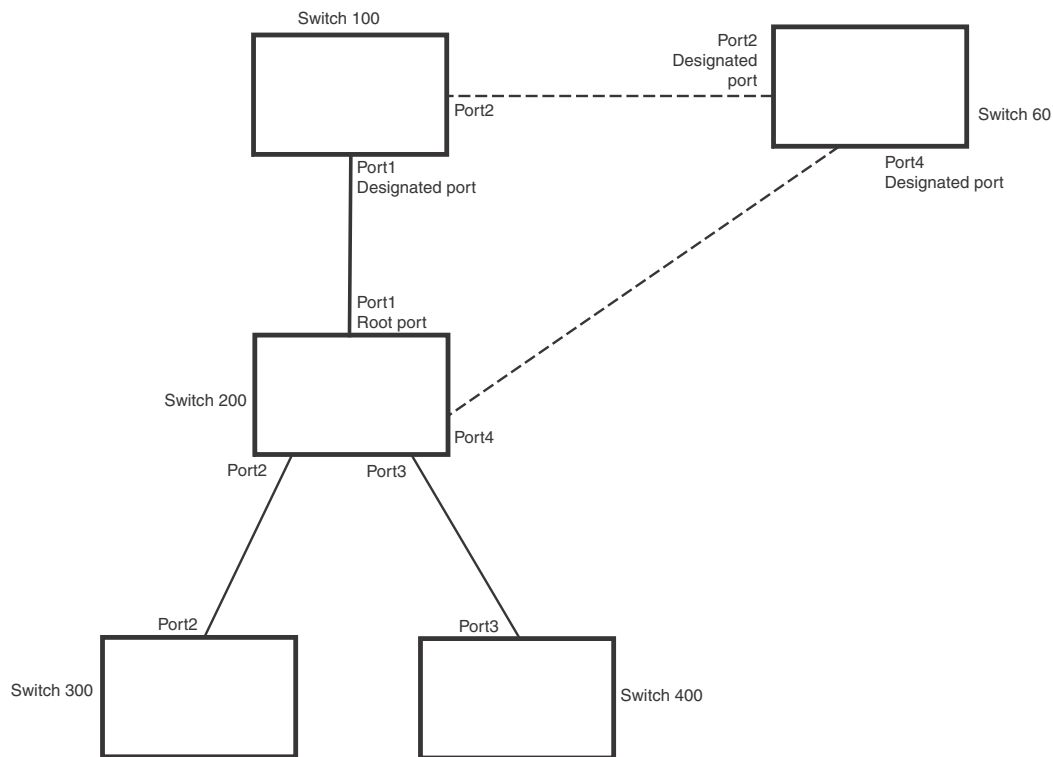 Switch 100
Port2
Designated
port
Port2
Switch 60
Port1
Designated port
Port4
Designated port
Port1
Root port
Switch 200
Port4
Port2
Port3
Port2
Port3
Switch 300
Switch 400